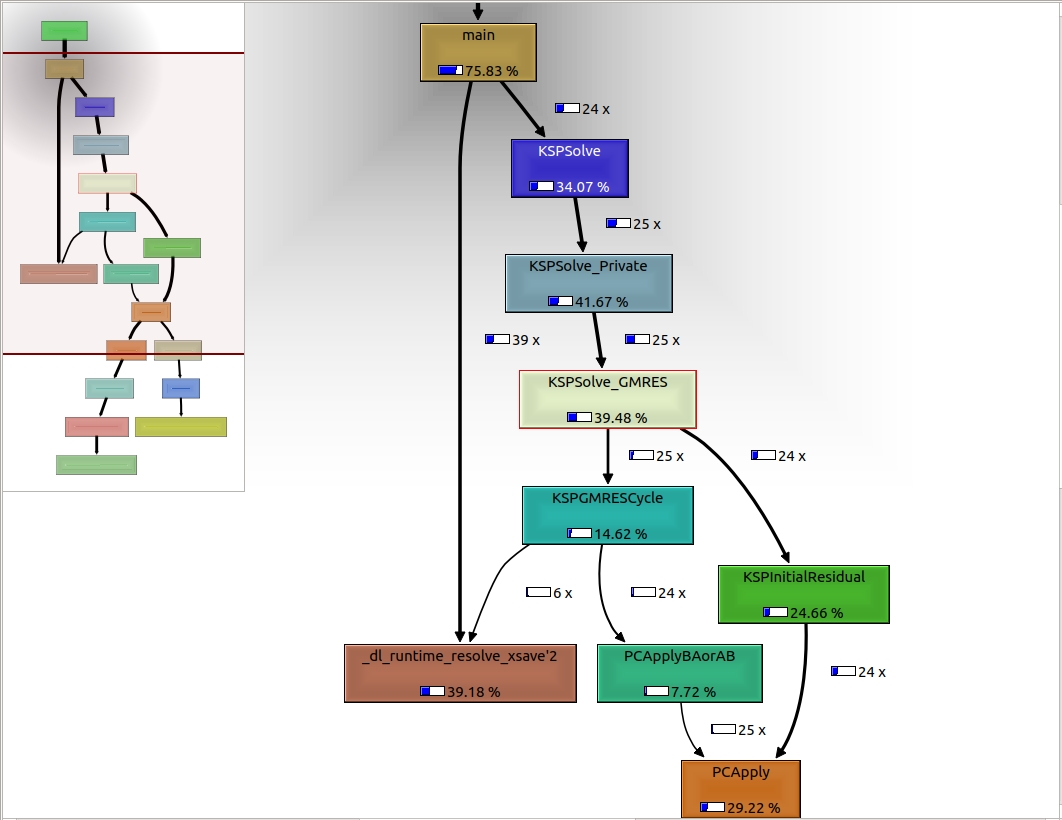 main
75.83 %
24 x
KSPSolve
34.07 %
25 x
KSPSolve_Private
41.67 %
39 x
25 x
KSPSolve_GMRES
39.48 %
25 x
24 x
KSPGMRESCycle
14.62 %
KSPInitialResidual
24.66 %
6 x
24 x
_dl_runtime_resolve_xsave'2
39.18 %
PCApplyBAorAB
7.72 %
24 x
25 x
PCApply
29.22 %